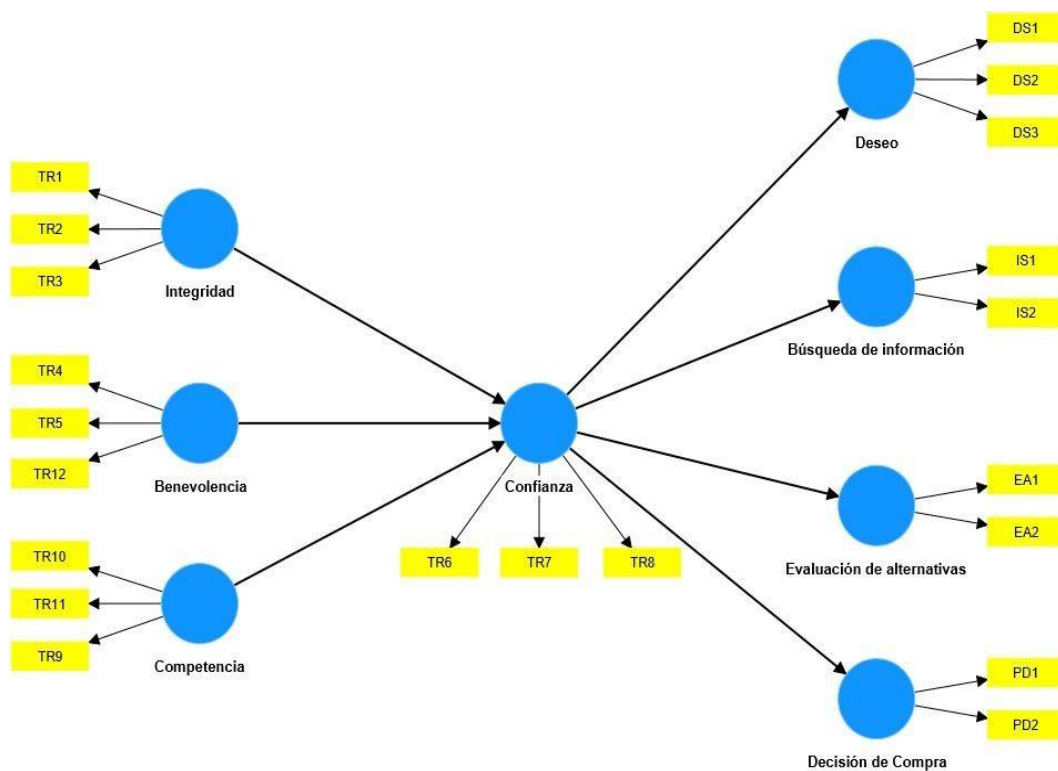 DS1
DS2
DS3
Deseo
TR1
TR2
TR3
Integridad
IS1
IS2
Búsqueda de información
TR4
TR5
TR12
Benevolencia
Confianza
TR6
TR7
TR8
EA1
EA2
Evaluación de alternativas
TR10
TR11
TR9
Competencia
PD1
PD2
Decisión de Compra